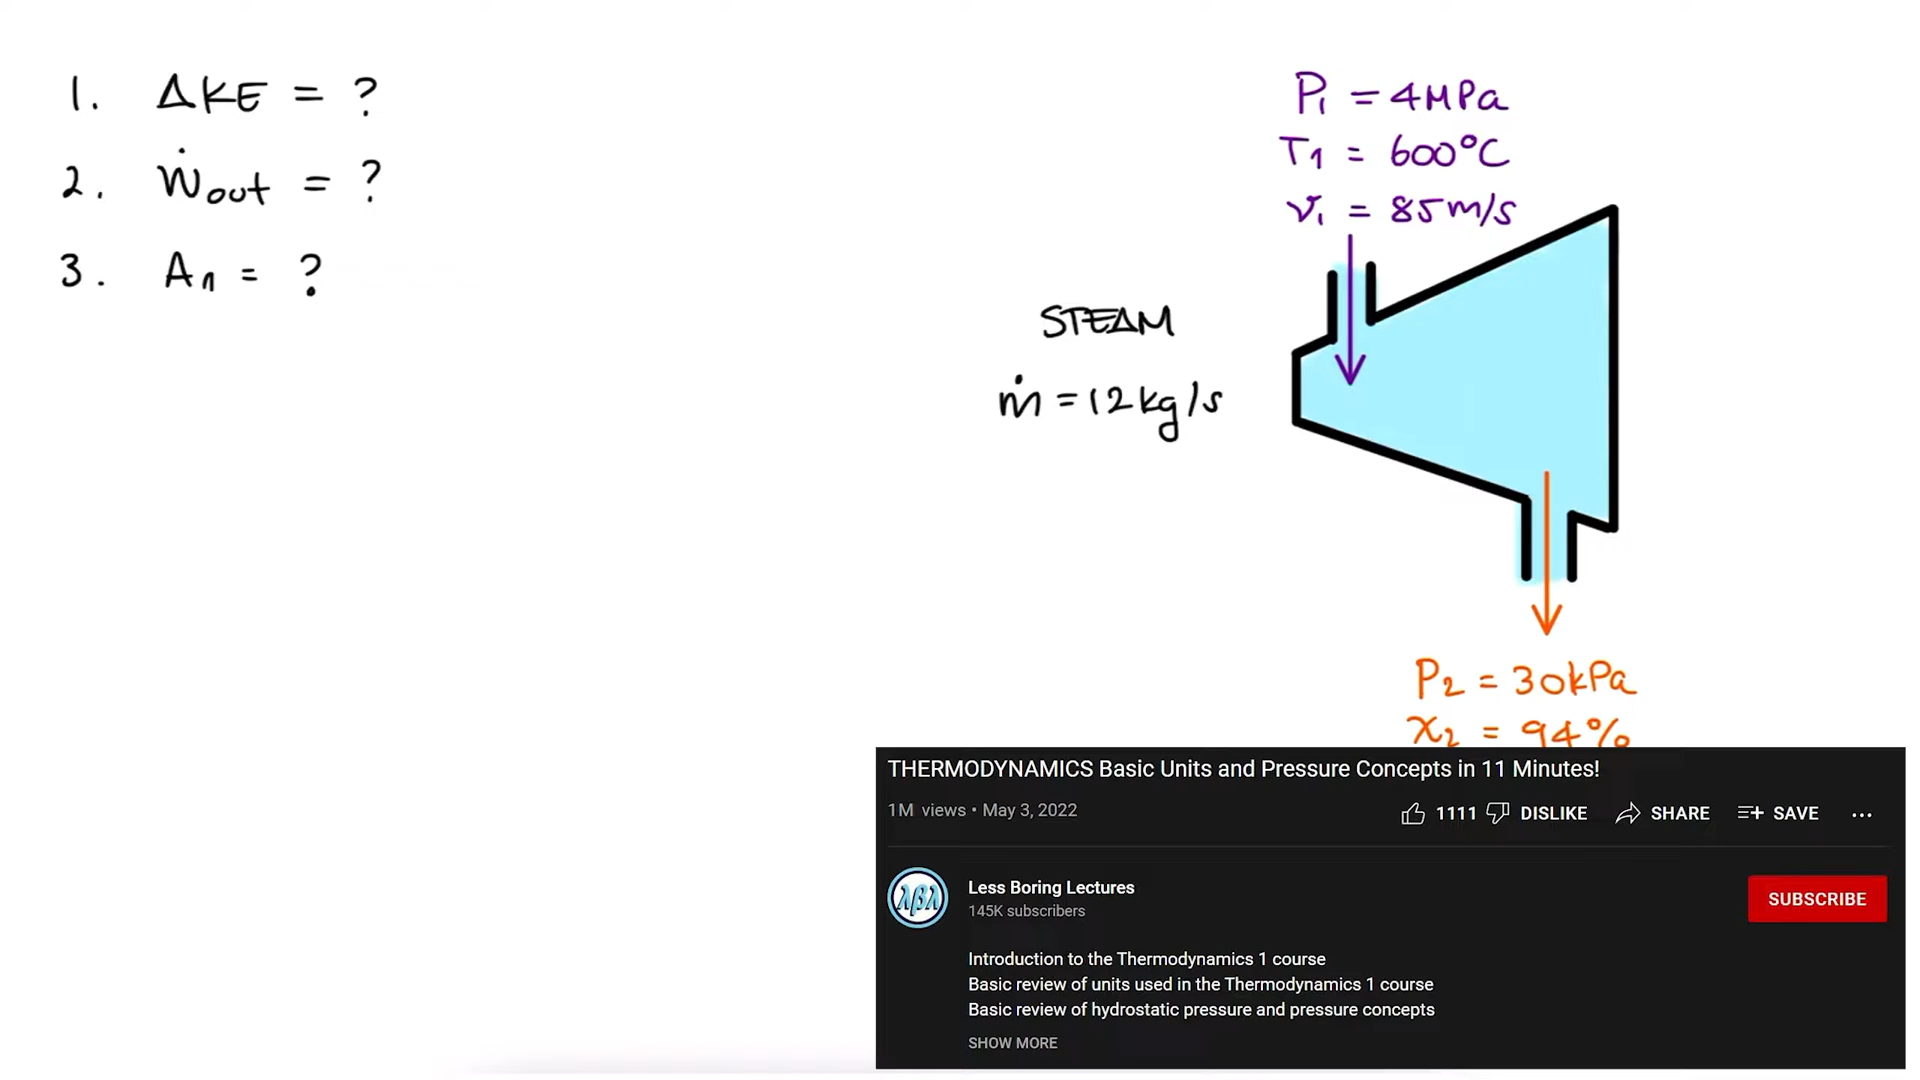 1. ΔKE = ?
2. Ẇout = ?
3. A1 = ?
P1 = 4MPa
T1 = 600°C
V1 = 85m/s
STEAM
ṁ = 12kg/s
P2 = 30kPa
x2 = 94%
THERMODYNAMICS Basic Units and Pressure Concepts in 11 Minutes!
1M views • May 3, 2022
1111 DISLIKE SHARE SAVE ...
λβλ
Less Boring Lectures
145K subscribers
SUBSCRIBE
Introduction to the Thermodynamics 1 course
Basic review of units used in the Thermodynamics 1 course
Basic review of hydrostatic pressure and pressure concepts
SHOW MORE